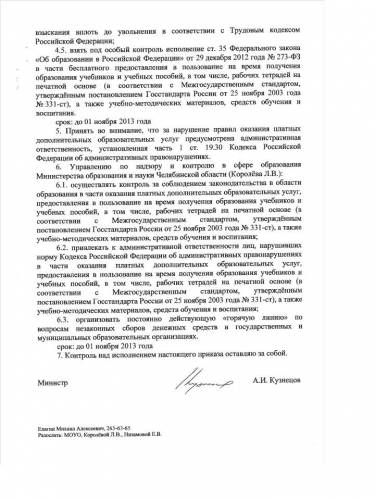 взыскания вплоть до увольнения в соответствии с Трудовым кодексом
Российской Федерации;
4.5. взять под особый контроль исполнение ст. 35 Федерального закона
«Об образовании в Российской Федерации» от 29 декабря 2012 года № 273-ФЗ
в части бесплатного предоставления в пользование на время получения
образования учебников и учебных пособий, в том числе, рабочих тетрадей на
печатной основе (в соответствии с Межгосударственным стандартом,
утверждённым постановлением Госстандарта России от 25 ноября 2003 года
№ 331-ст), а также учебно-методических материалов, средств обучения и
воспитания.
срок: до 01 ноября 2013 года
5. Принять во внимание, что за нарушение правил оказания платных
дополнительных образовательных услуг предусмотрена административная
ответственность, установленная часть 1 ст. 19.30 Кодекса Российской
Федерации об административных правонарушениях.
6. Управлению по надзору и контролю в сфере образования
Министерства образования и науки Челябинской области (Королёва Л.В.):
6.1. осуществлять контроль за соблюдением законодательства в области
образования в части оказания платных дополнительных образовательных услуг,
предоставления в пользование на время получения образования учебников и
учебных пособий, в том числе, рабочих тетрадей на печатной основе (в
соответствии с Межгосударственным стандартом, утверждённым
постановлением Госстандарта России от 25 ноября 2003 года № 331-ст), а также
учебно-методических материалов, средств обучения и воспитания;
6.2. привлекать к административной ответственности лиц, нарушивших
норму Кодекса Российской Федерации об административных правонарушениях
в части оказания платных дополнительных образовательных услуг,
предоставления в пользование на время получения образования учебников и
учебных пособий, в том числе, рабочих тетрадей на печатной основе (в
соответствии с Межгосударственным стандартом, утверждённым
постановлением Госстандарта России от 25 ноября 2003 года № 331-ст), а также
учебно-методических материалов, средств обучения и воспитания;
6.3. организовать постоянно действующую «горячую линию» по
вопросам незаконных сборов денежных средств в государственных и
муниципальных образовательных организациях.
срок: до 01 ноября 2013 года
7. Контроль над исполнением настоящего приказа оставляю за собой.
Министр А.И. Кузнецов
Елагин Михаил Алексеевич, 263-63-65
Разослать: МОУО, Королёвой Л.В., Низамовой Е.В.